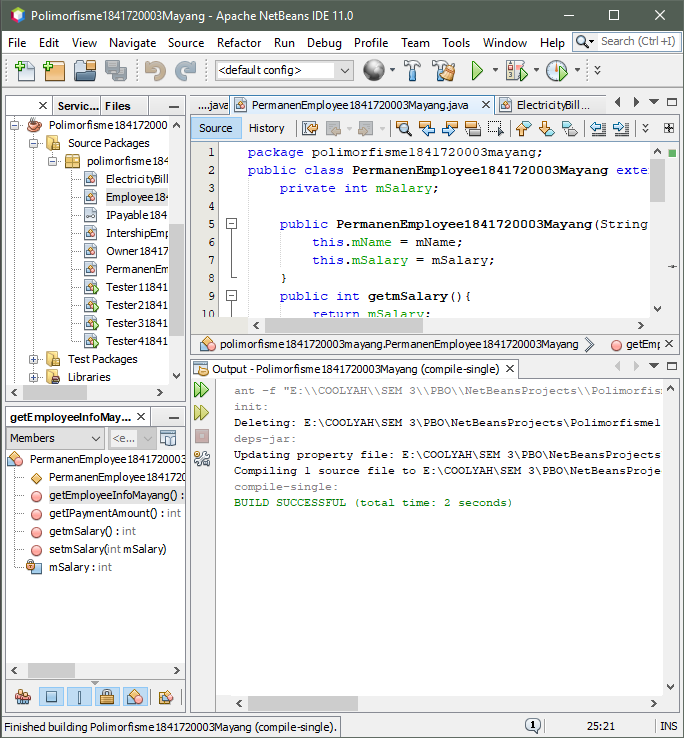 Polimorfisme1841720003Mayang - Apache NetBeans IDE 11.0
File Edit View Navigate Source Refactor Run Debug Profile Team Tools Window Help Search (Ctrl+I)
<default config>
Servic... Files
Polimorfisme184172000
Source Packages
polimorfisme184
ElectricityBill
Employee184
IPayable184
IntershipEmp
Owner18417
PermanenEm
Tester11841
Tester21841
Tester31841
Tester41841
Test Packages
Libraries
....java PermanenEmployee1841720003Mayang.java ElectricityBill...
Source History
1 package polimorfisme1841720003mayang;
2 public class PermanenEmployee1841720003Mayang exten
3 private int mSalary;
4
5 public PermanenEmployee1841720003Mayang(String
6 this.mName = mName;
7 this.mSalary = mSalary;
8 }
9 public int getmSalary(){
10 return mSalary;
polimorfisme1841720003mayang.PermanenEmployee1841720003Mayang getEmp
getEmployeeInfoMay...
Members <e...
PermanenEmployee1841720003
PermanenEmployee184172
getEmployeeInfoMayang() :
getIPaymentAmount() : int
getmSalary() : int
setmSalary(int mSalary)
mSalary : int
Output - Polimorfisme1841720003Mayang (compile-single)
ant -f "E:\\COOLYAH\\SEM 3\\PBO\\NetBeansProjects\\Polimorfism
init:
Deleting: E:\COOLYAH\SEM 3\PBO\NetBeansProjects\Polimorfisme1
deps-jar:
Updating property file: E:\COOLYAH\SEM 3\PBO\NetBeansProjects
Compiling 1 source file to E:\COOLYAH\SEM 3\PBO\NetBeansProje
compile-single:
BUILD SUCCESSFUL (total time: 2 seconds)
Finished building Polimorfisme1841720003Mayang (compile-single). 1 25:21 INS